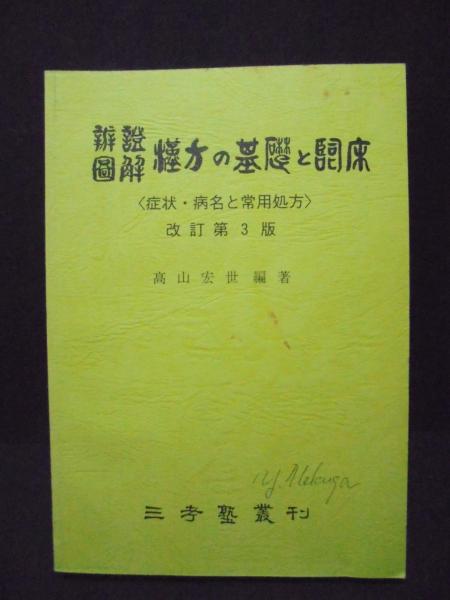 辨證
圖解 漢方の基礎と臨床
〈症状・病名と常用処方〉
改訂第3版
高山宏世編著
三考塾叢刊